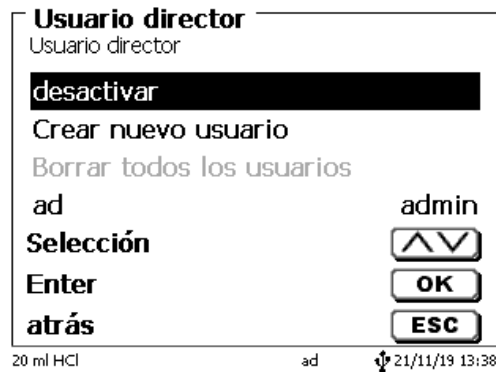 Usuario director
Usuario director
desactivar
Crear nuevo usuario
Borrar todos los usuarios
ad admin
Selección
Enter OK
atrás ESC
20 ml HCl ad 21/11/19 13:38